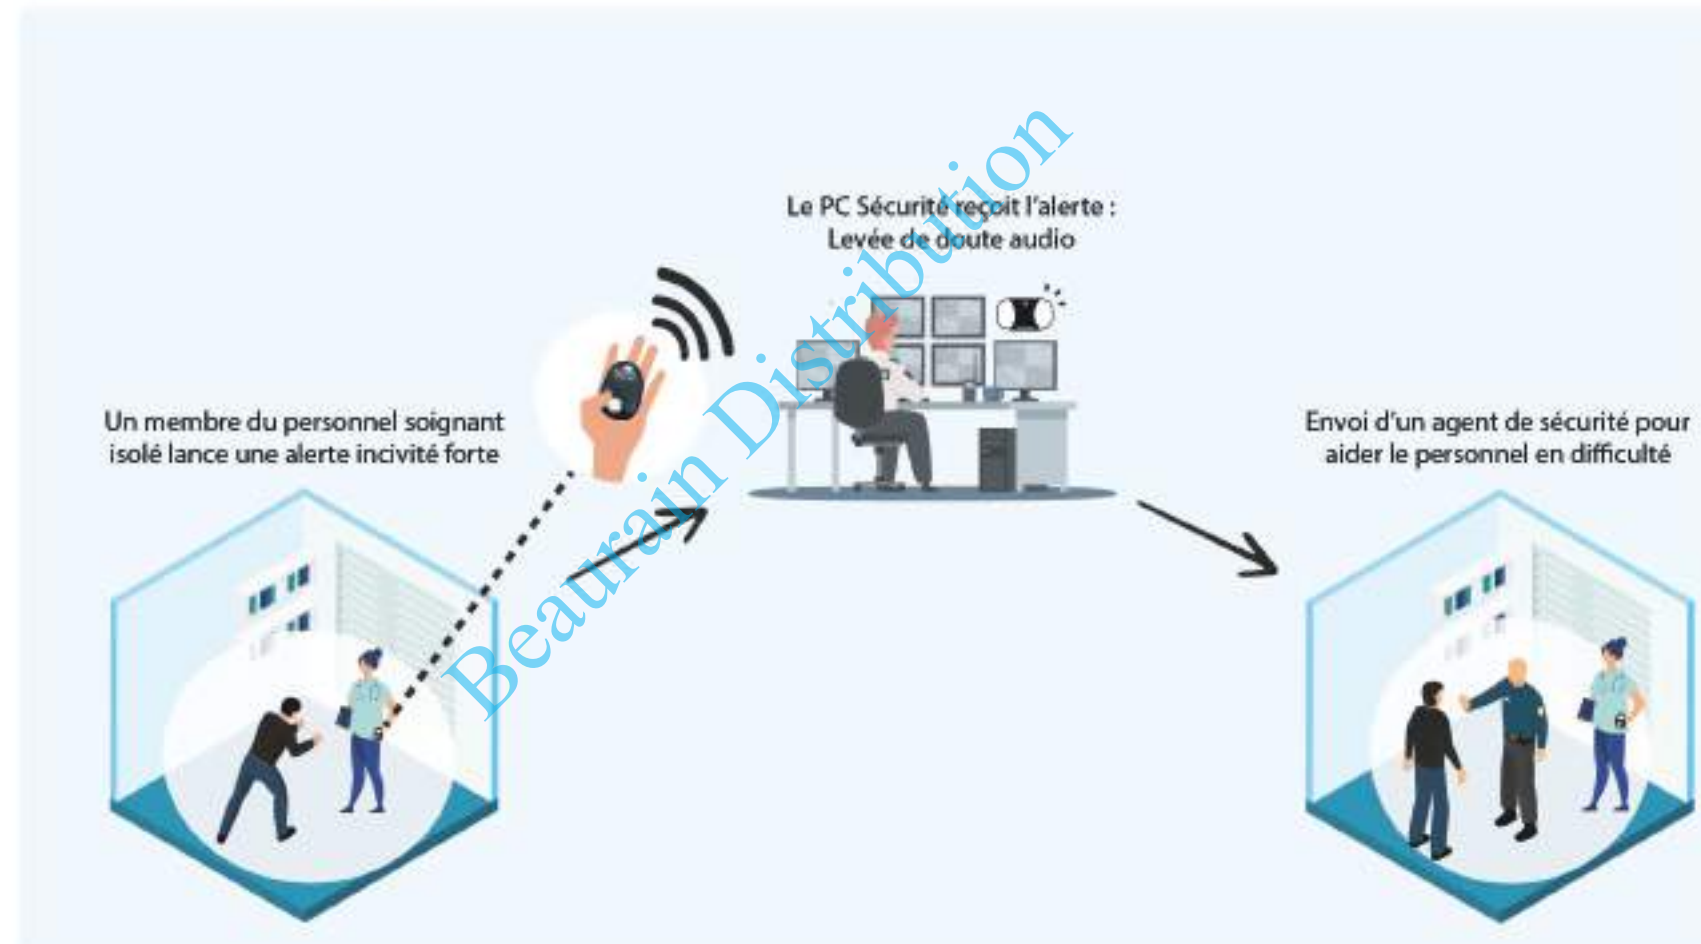 Le PC Sécurité reçoit l'alerte :
Levée de doute audio
Un membre du personnel soignant
isolé lance une alerte incivité forte
Envoi d'un agent de sécurité pour
aider le personnel en difficulté
Beaurain Distribution